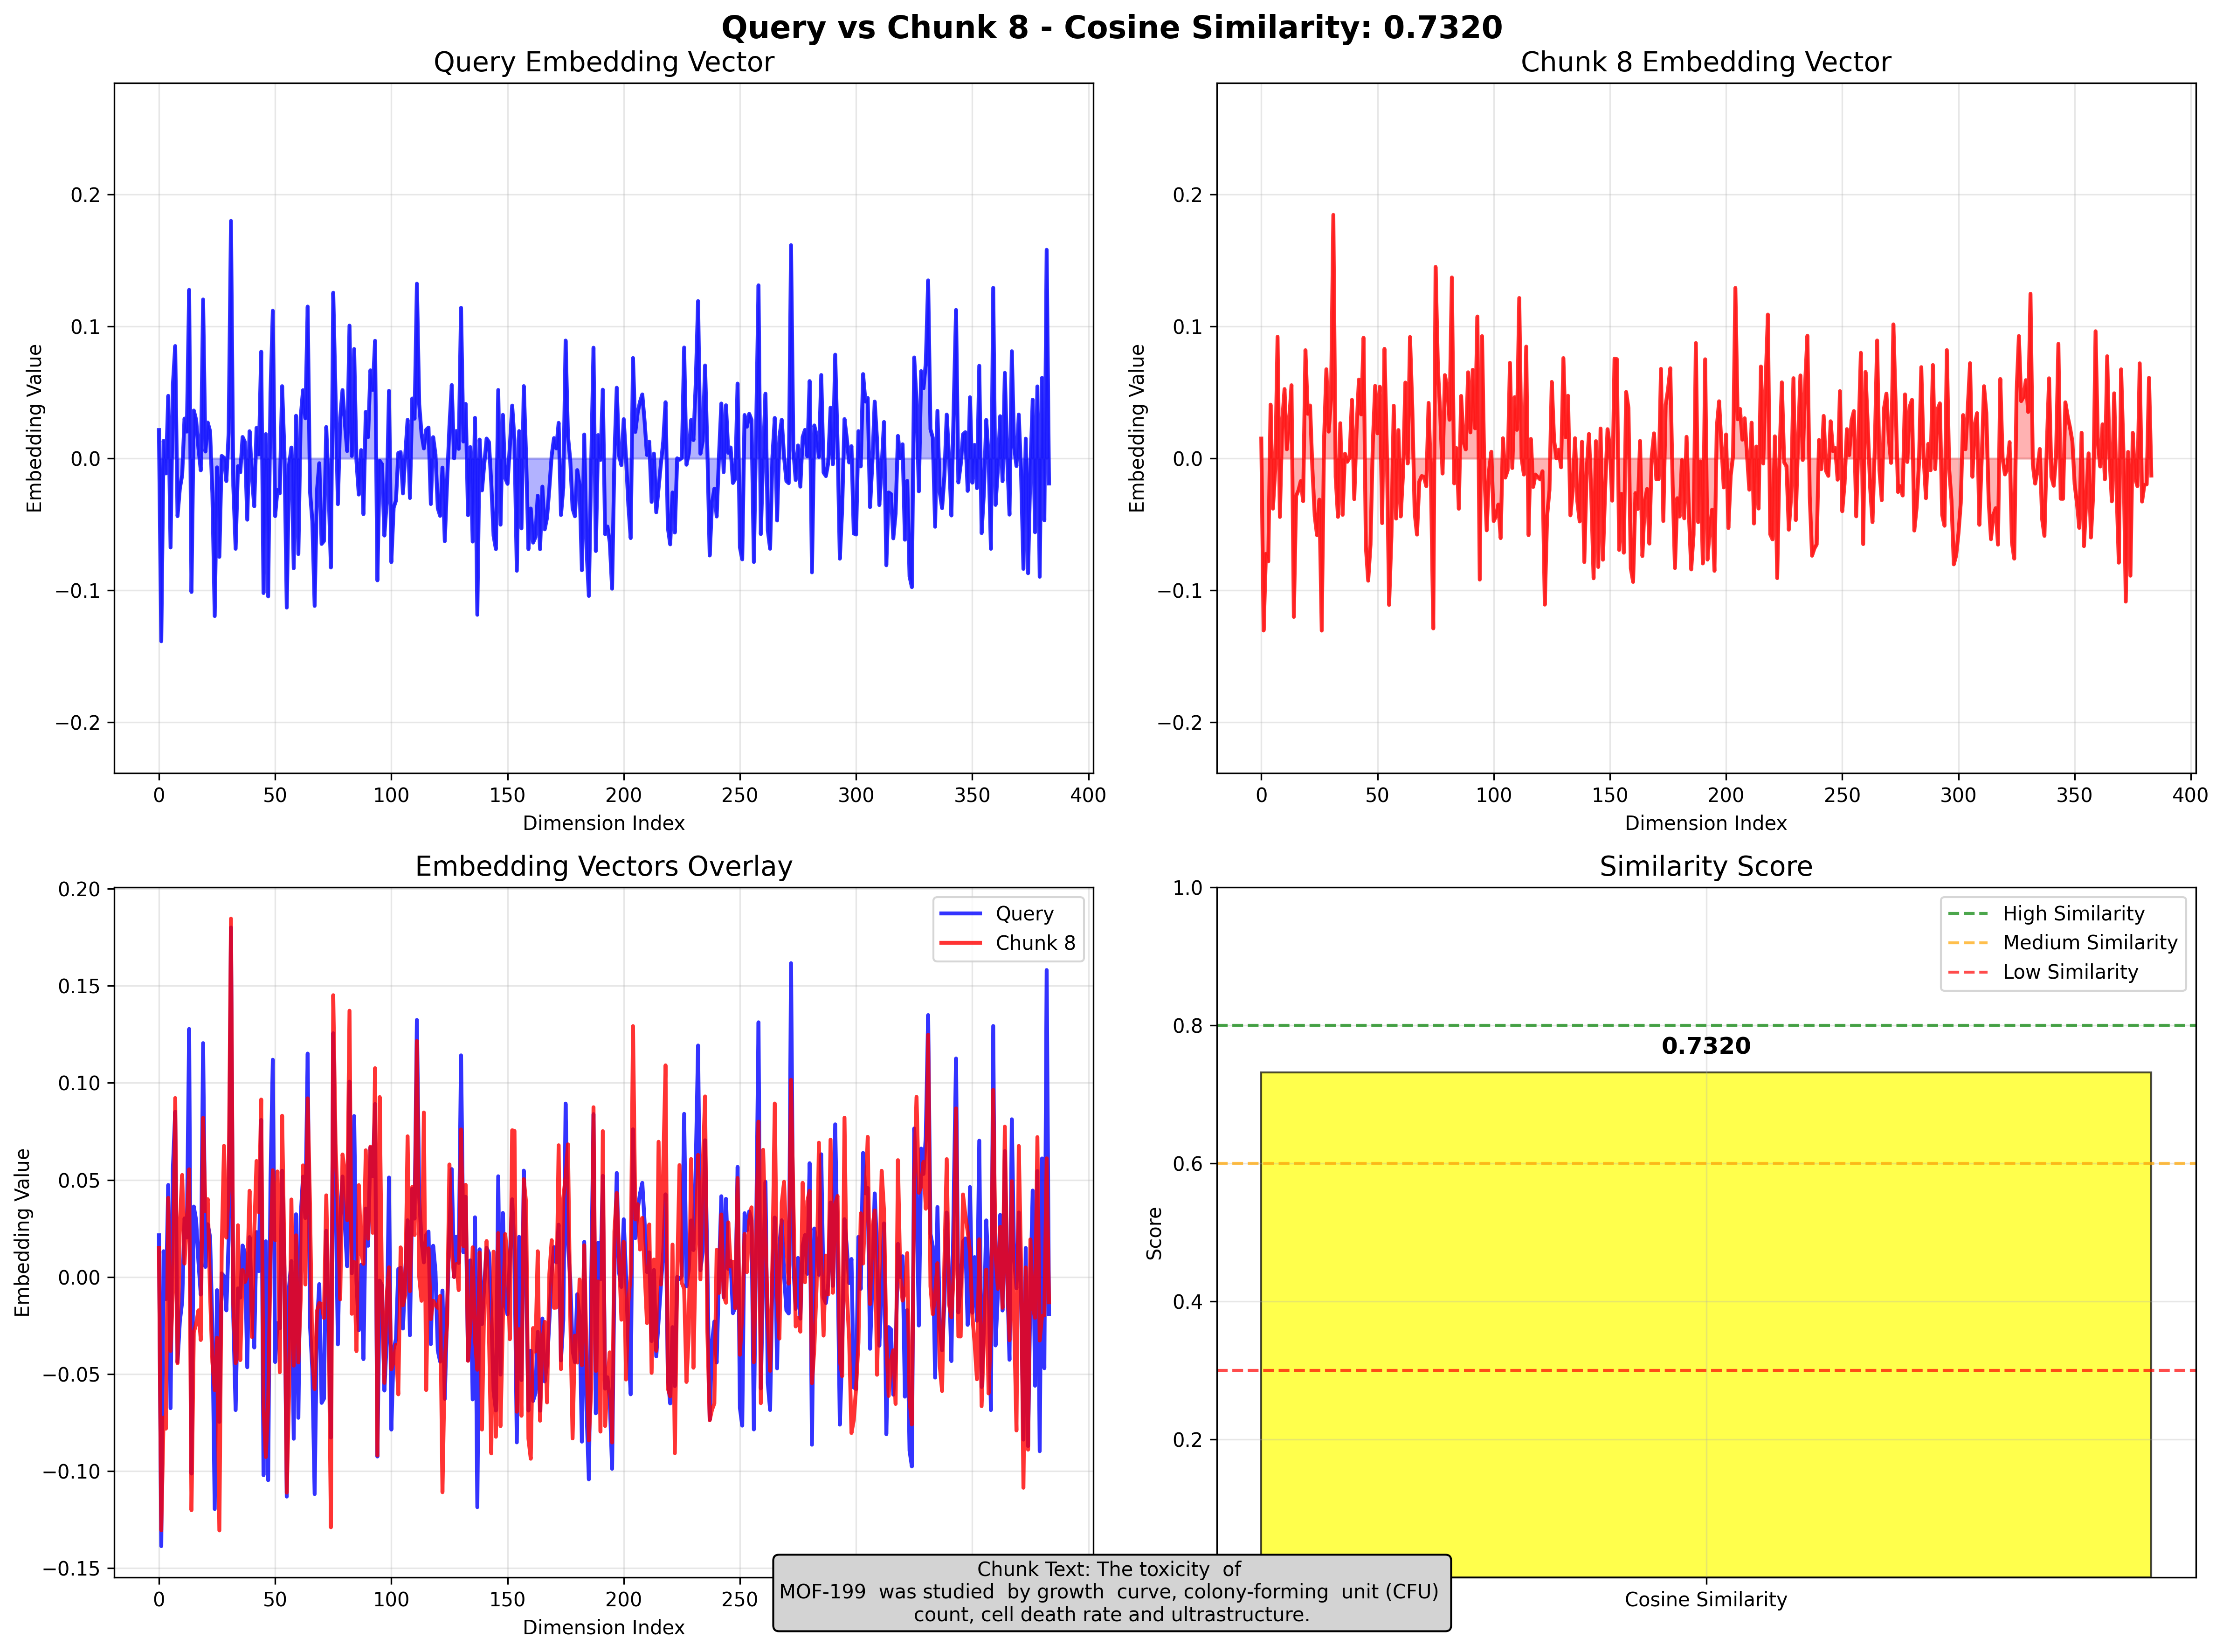 Query vs Chunk 8 - Cosine Similarity: 0.7320
Query Embedding Vector
Embedding Value
0.2
0.1
0.0
−0.1
−0.2
0 50 100 150 200 250 300 350 400
Dimension Index
Chunk 8 Embedding Vector
Embedding Value
0.2
0.1
0.0
−0.1
−0.2
0 50 100 150 200 250 300 350 400
Dimension Index
Embedding Vectors Overlay
Query
Chunk 8
Embedding Value
0.20
0.15
0.10
0.05
0.00
−0.05
−0.10
−0.15
0 50 100 150 200 250
Dimension Index
Similarity Score
High Similarity
Medium Similarity
Low Similarity
0.7320
Score
1.0
0.8
0.6
0.4
0.2
Cosine Similarity
Chunk Text: The toxicity  of
MOF-199  was studied  by growth  curve, colony-forming  unit (CFU)
count, cell death rate and ultrastructure.